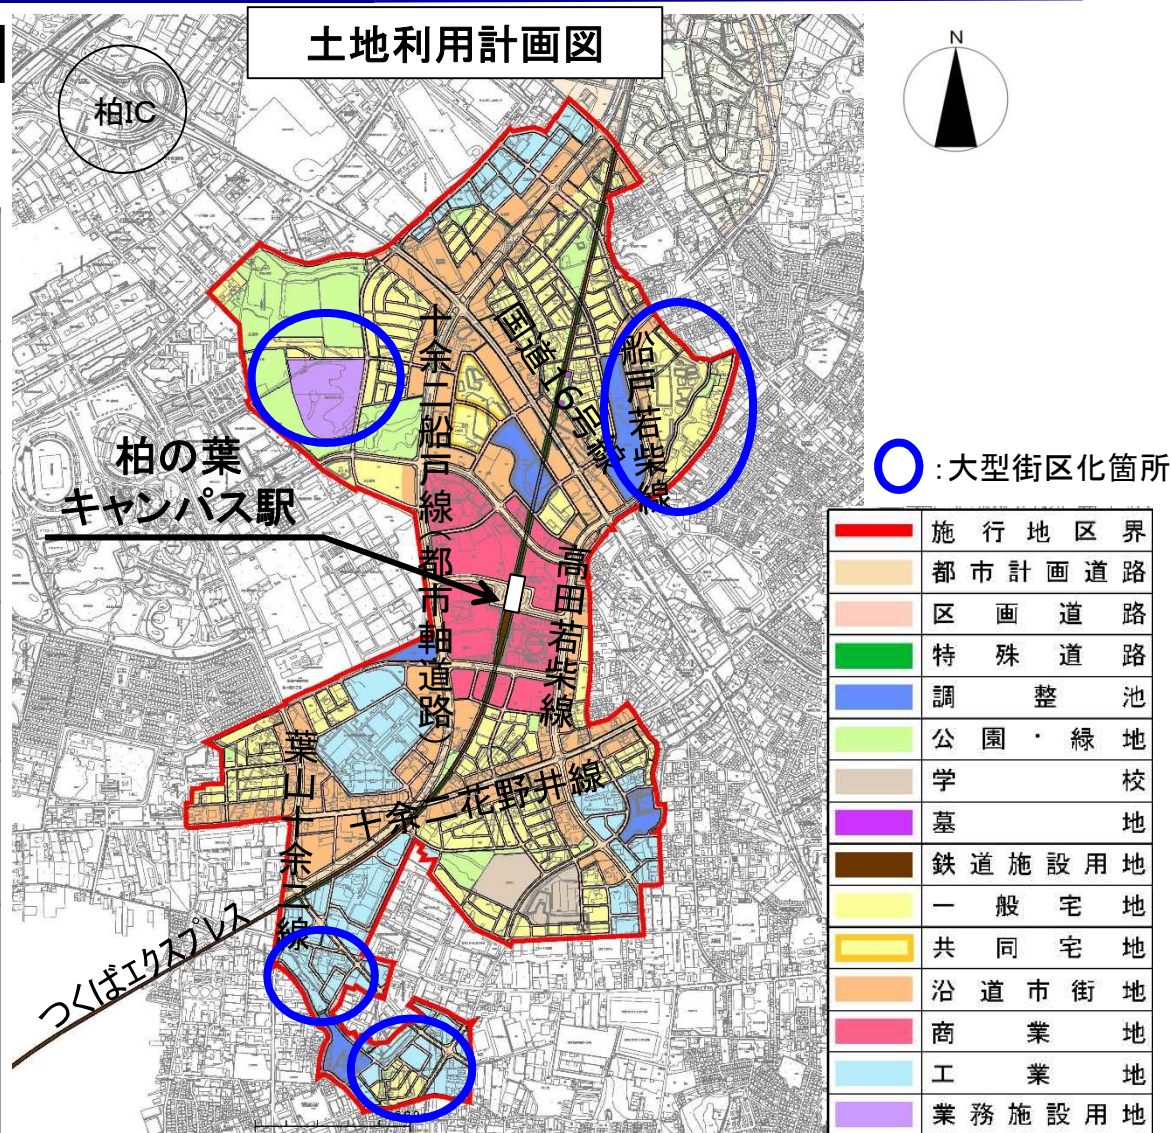 土地利用計画図
柏IC
N
国道16号線
船戸若柴線
十余二船戸線(都市軸道路)
柏の葉
キャンパス駅
:大型街区化箇所
高田若柴線
葉山十余二線
十余二花野井線
つくばエクスプレス
施行地区界
都市計画道路
区画道路
特殊道路
調整池
公園・緑地
学校
墓地
鉄道施設用地
一般宅地
共同宅地
沿道市街地
商業地
工業地
業務施設用地